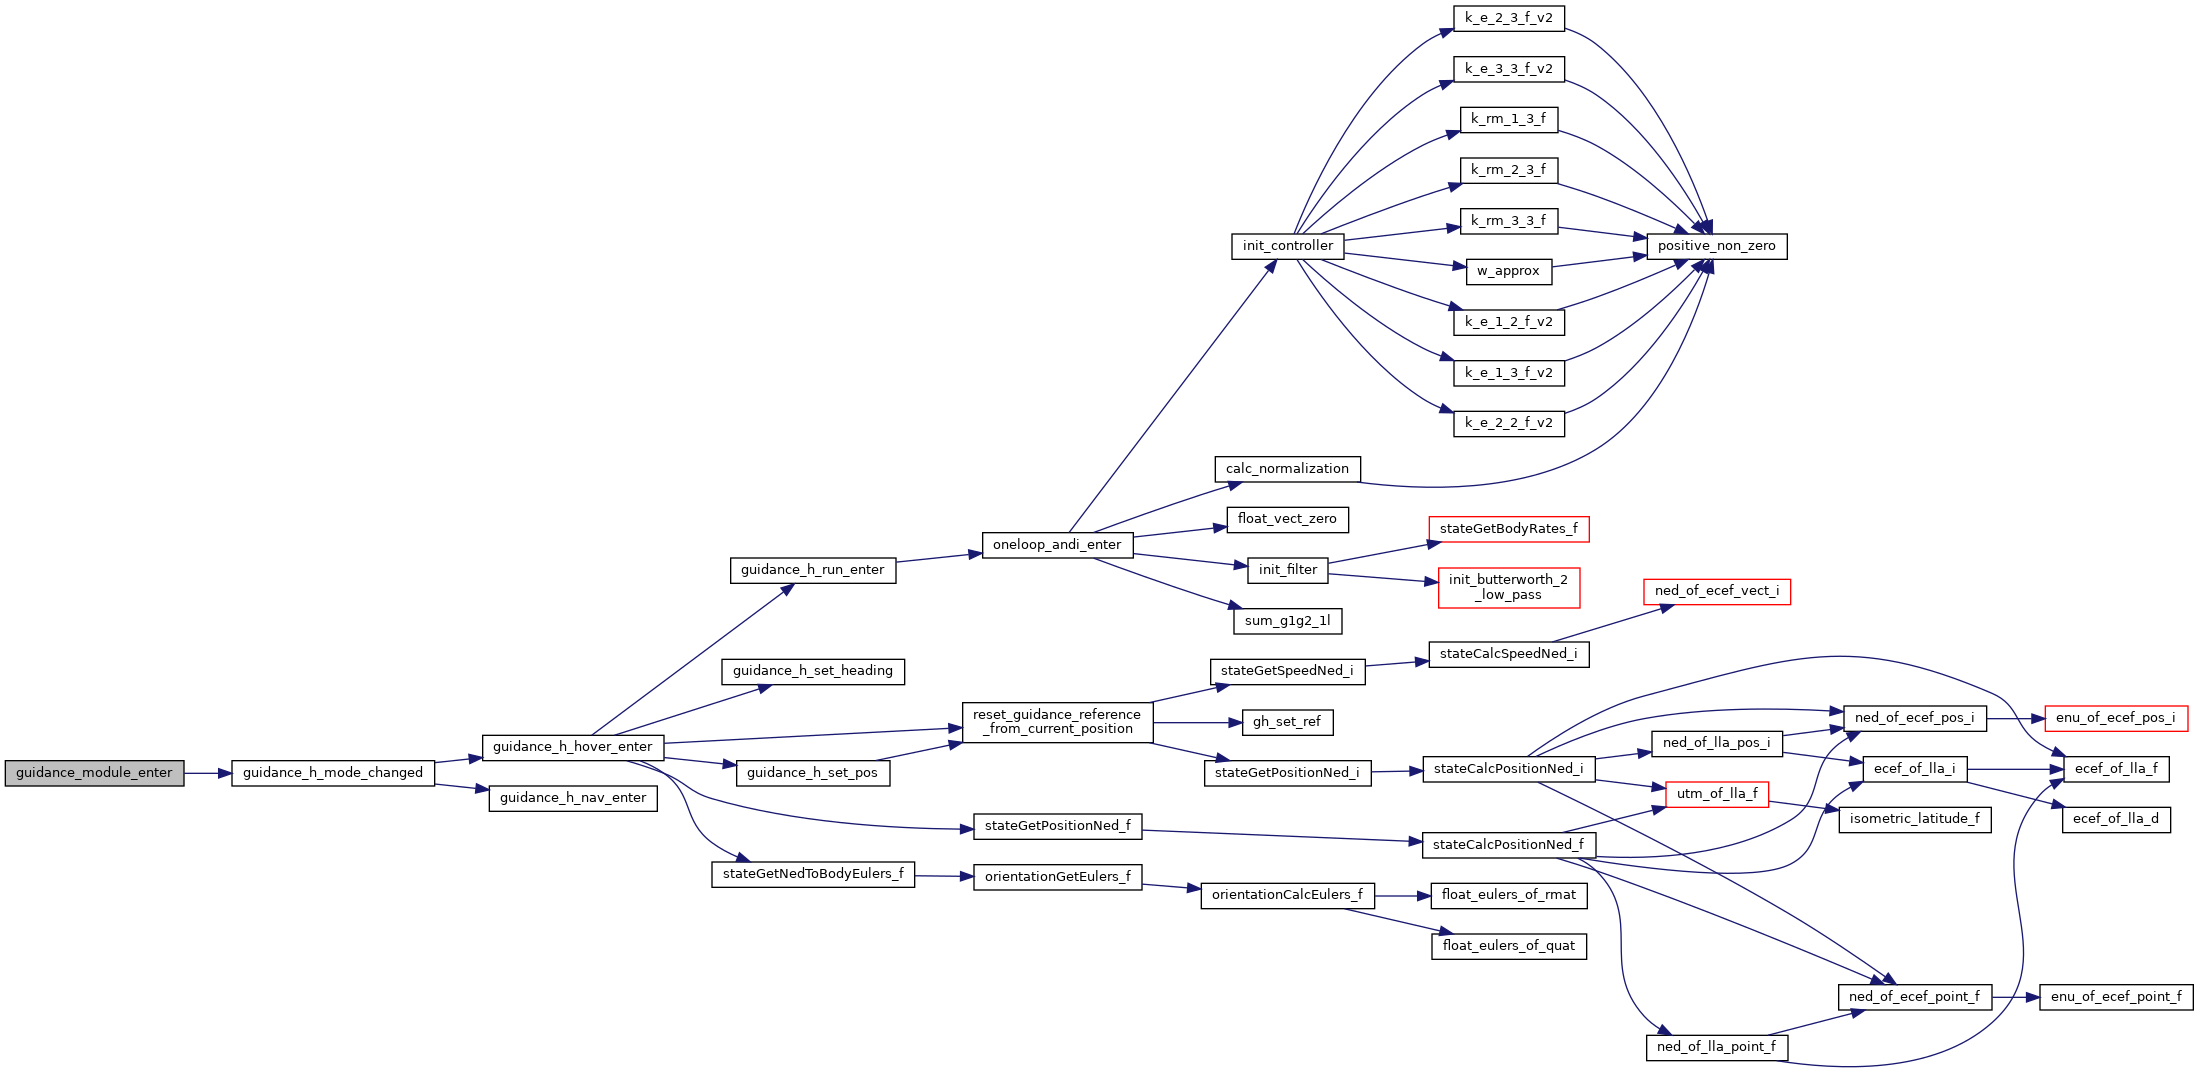 guidance_module_enter
guidance_h_mode_changed
guidance_h_hover_enter
guidance_h_nav_enter
guidance_h_run_enter
guidance_h_set_heading
guidance_h_set_pos
stateGetNedToBodyEulers_f
oneloop_andi_enter
reset_guidance_reference
_from_current_position
stateGetPositionNed_f
orientationGetEulers_f
init_controller
calc_normalization
float_vect_zero
init_filter
sum_g1g2_1l
stateGetSpeedNed_i
gh_set_ref
stateGetPositionNed_i
orientationCalcEulers_f
k_e_2_3_f_v2
k_e_3_3_f_v2
k_rm_1_3_f
k_rm_2_3_f
k_rm_3_3_f
w_approx
k_e_1_2_f_v2
k_e_1_3_f_v2
k_e_2_2_f_v2
stateGetBodyRates_f
init_butterworth_2
_low_pass
stateCalcSpeedNed_i
stateCalcPositionNed_i
stateCalcPositionNed_f
float_eulers_of_rmat
float_eulers_of_quat
positive_non_zero
ned_of_ecef_vect_i
ned_of_lla_pos_i
utm_of_lla_f
ned_of_lla_point_f
ned_of_ecef_pos_i
ecef_of_lla_i
isometric_latitude_f
ned_of_ecef_point_f
enu_of_ecef_pos_i
ecef_of_lla_f
ecef_of_lla_d
enu_of_ecef_point_f